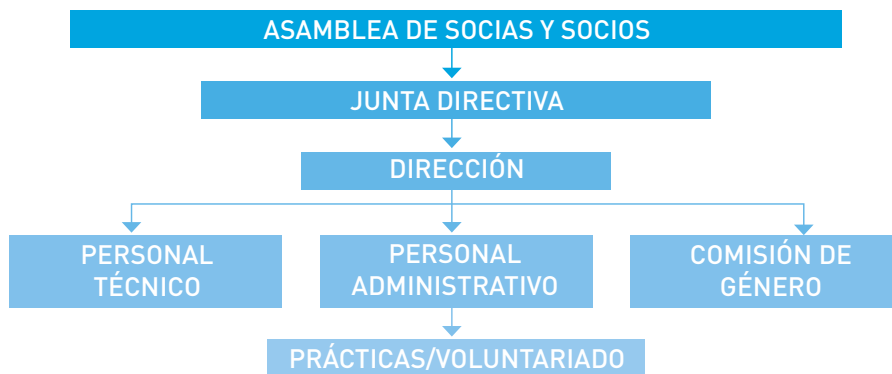 ASAMBLEA DE SOCIAS Y SOCIOS
JUNTA DIRECTIVA
DIRECCIÓN
PERSONAL
TÉCNICO
PERSONAL
ADMINISTRATIVO
COMISIÓN DE
GÉNERO
PRÁCTICAS/VOLUNTARIADO